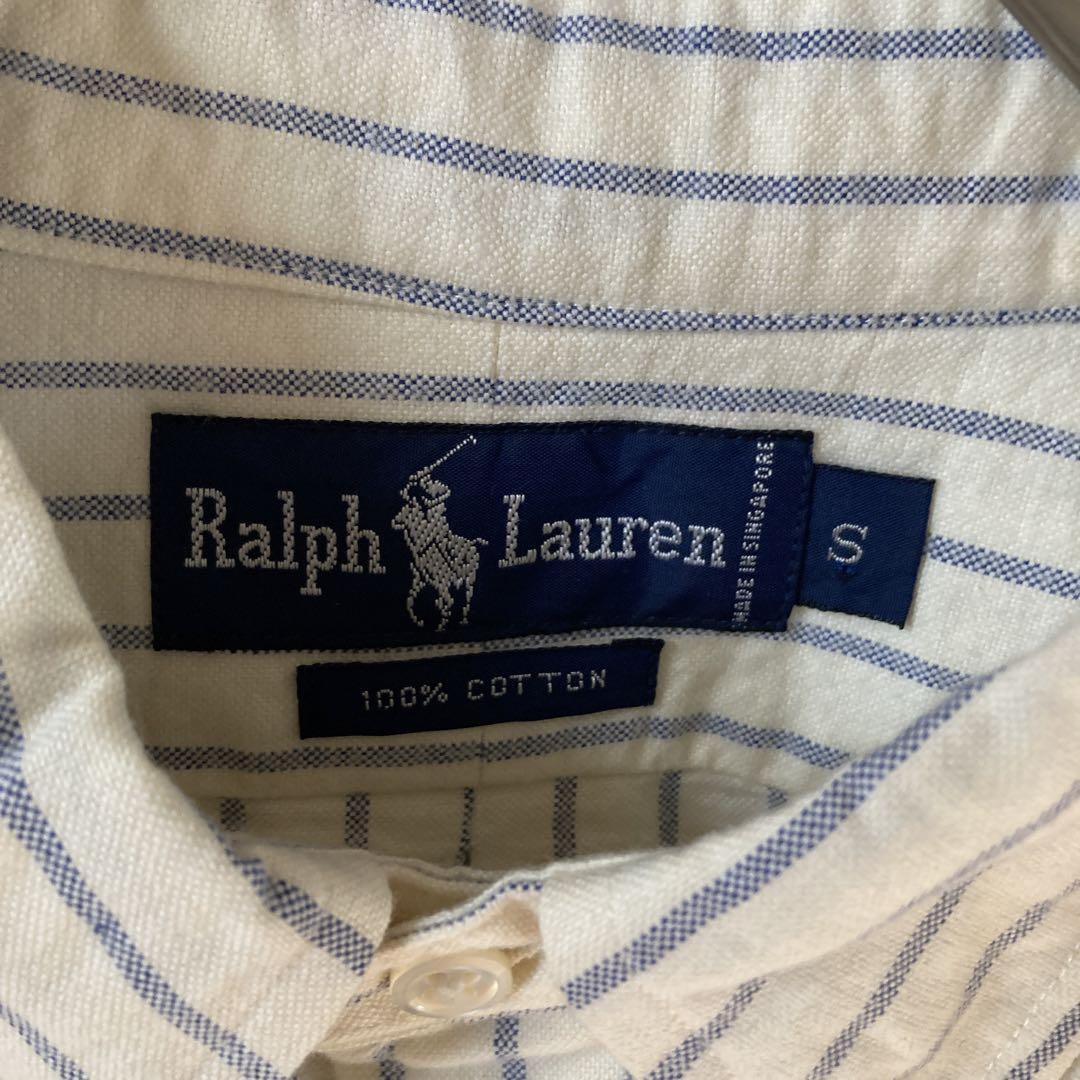 Ralph Lauren
MADE IN SINGAPORE
S
100% COTTON